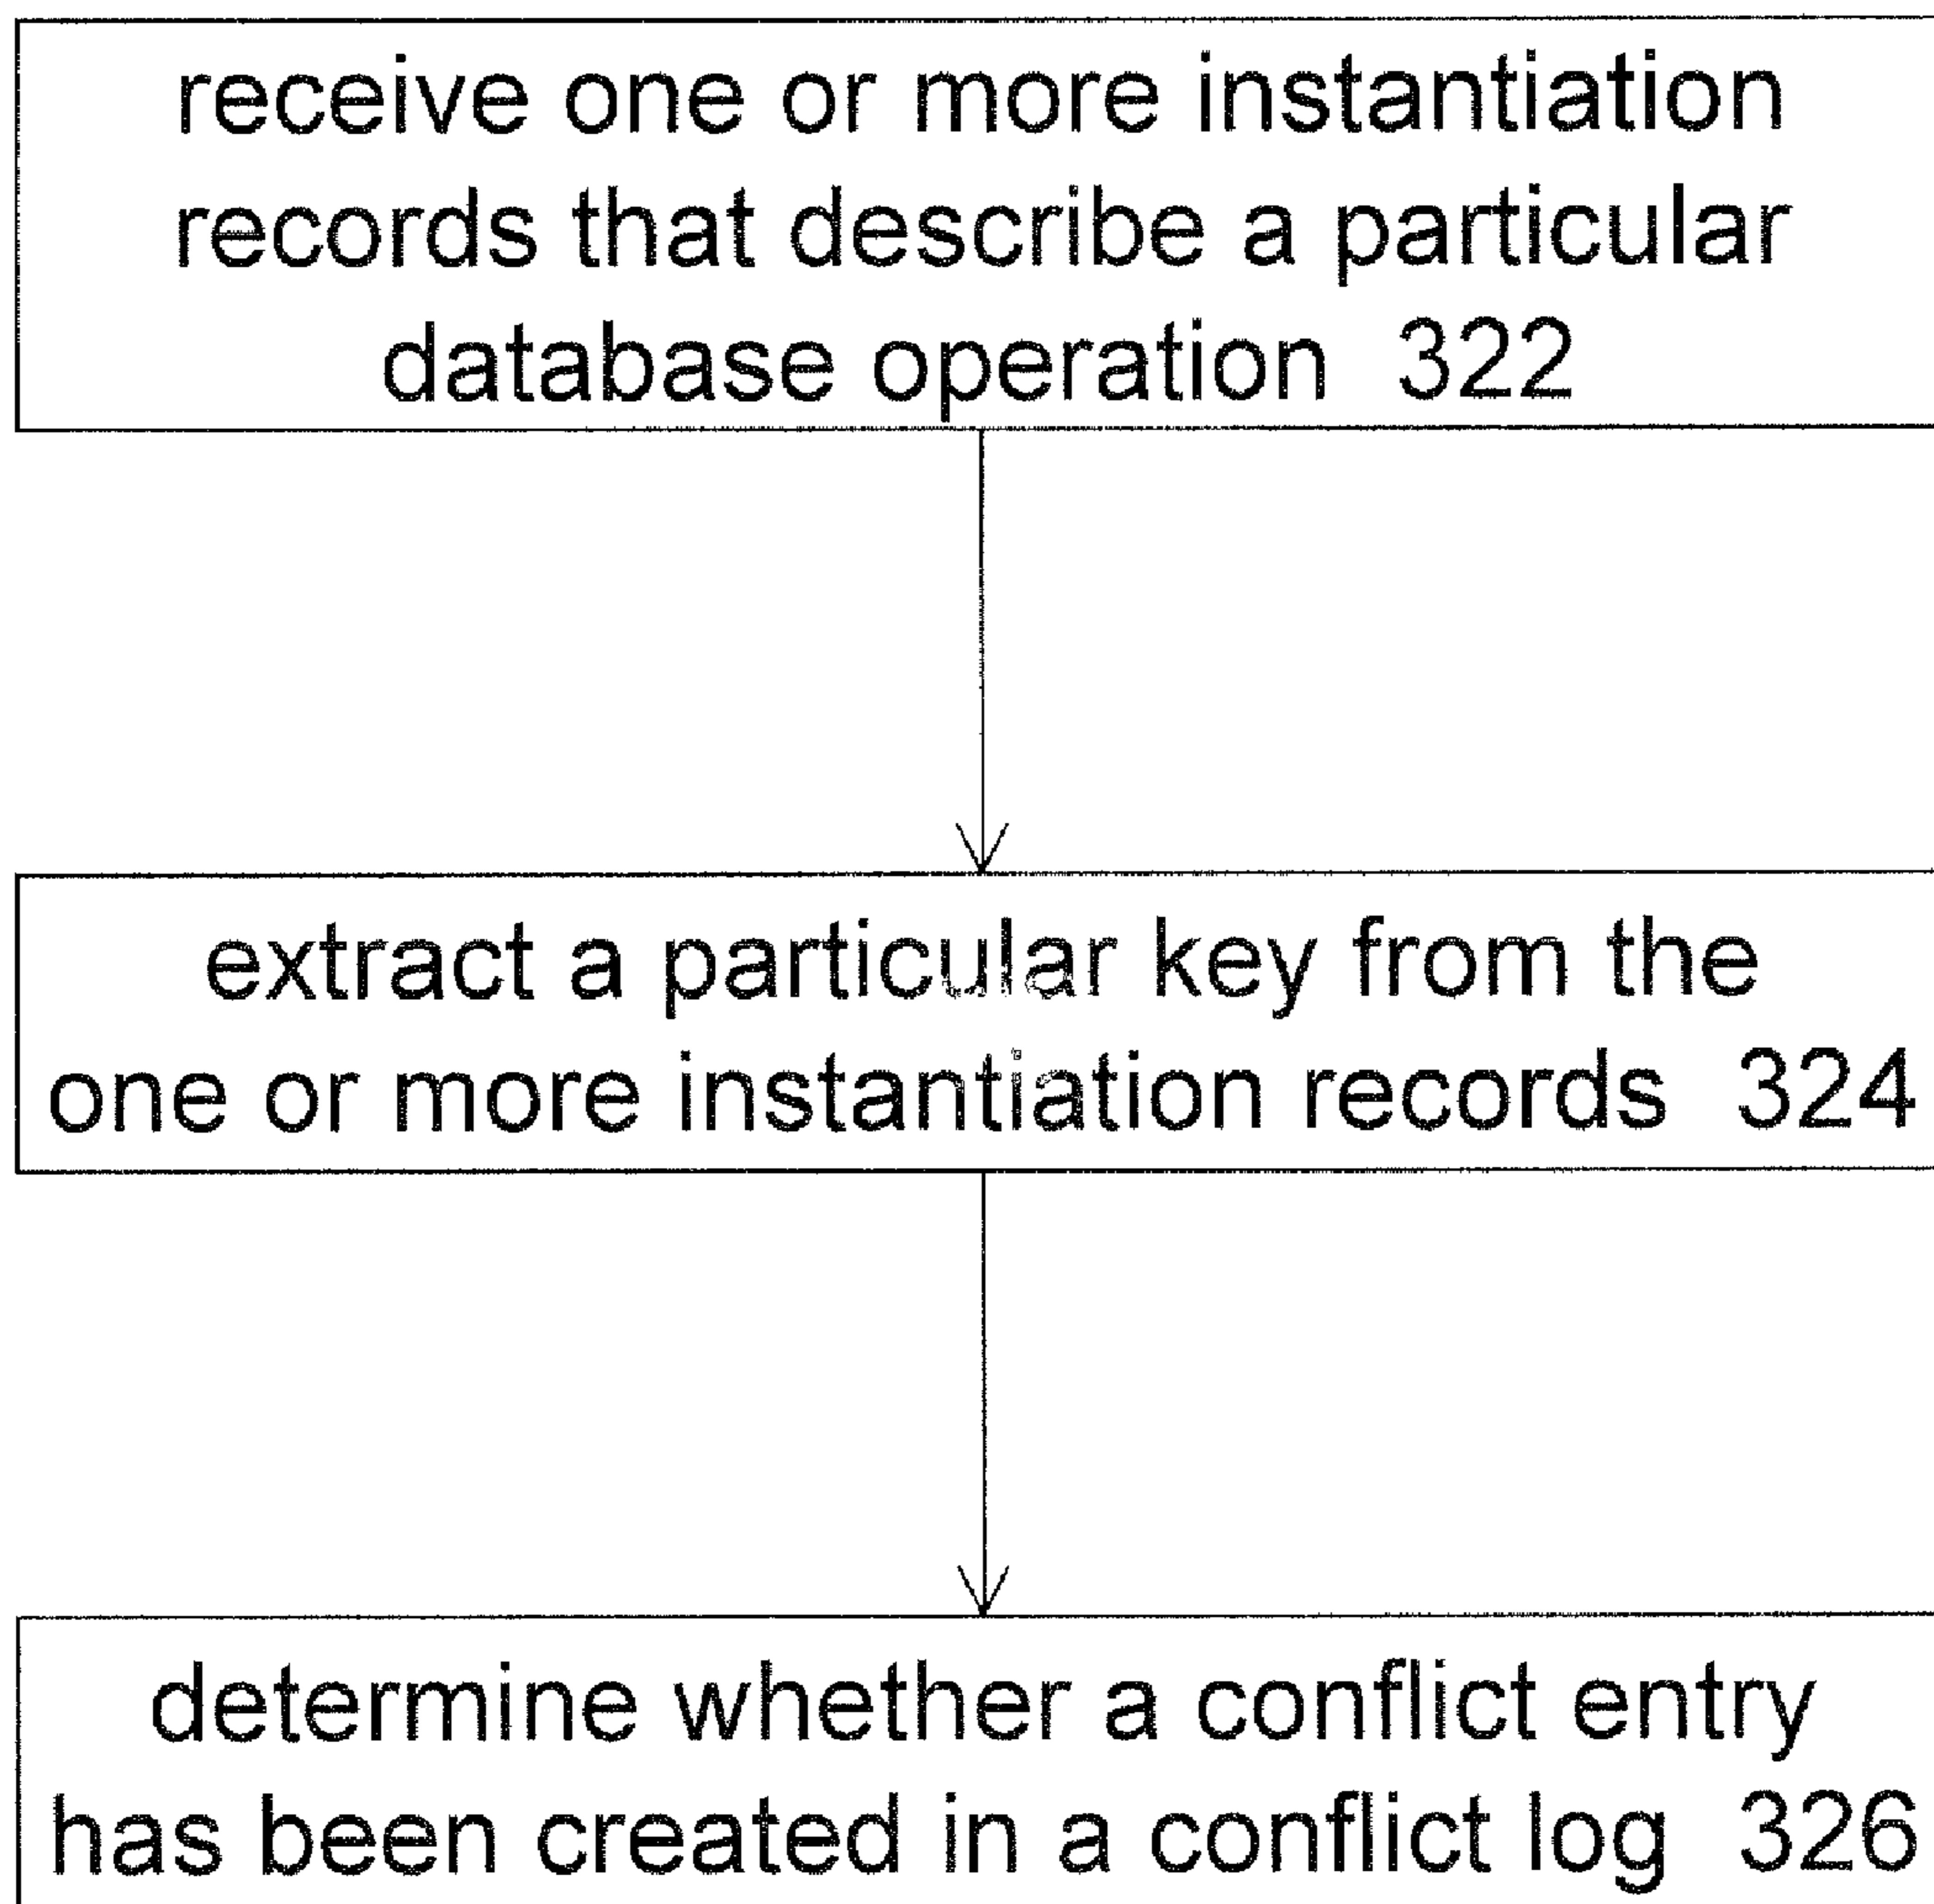 receive one or more instantiation
records that describe a particular
database operation 322
extract a particular key from the
one or more instantiation records 324
determine whether a conflict entry
has been created in a conflict log 326